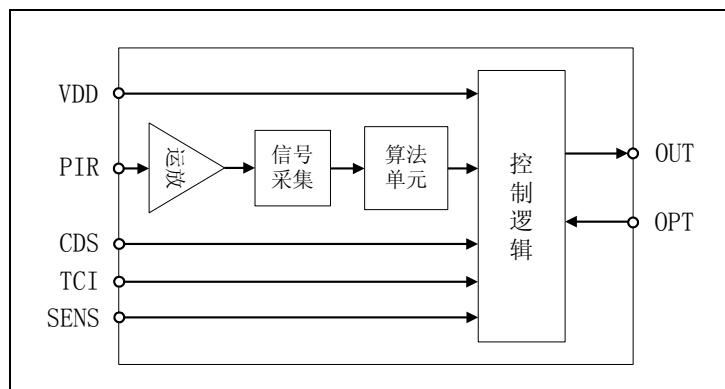 VDD
PIR
运放
信号
采集
算法
单元
控制逻辑
OUT
OPT
CDS
TCI
SENS